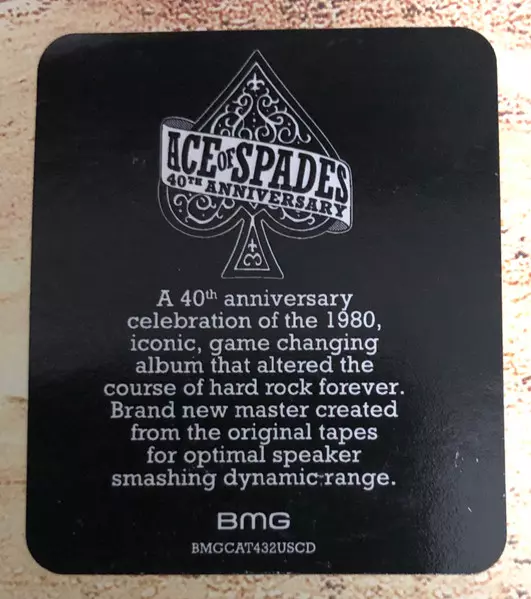 ACE OF SPADES
40TH ANNIVERSARY
A 40th anniversary
celebration of the 1980,
iconic, game changing
album that altered the
course of hard rock forever.
Brand new master created
from the original tapes
for optimal speaker
smashing dynamic range.
BMG
BMGCAT432USCD